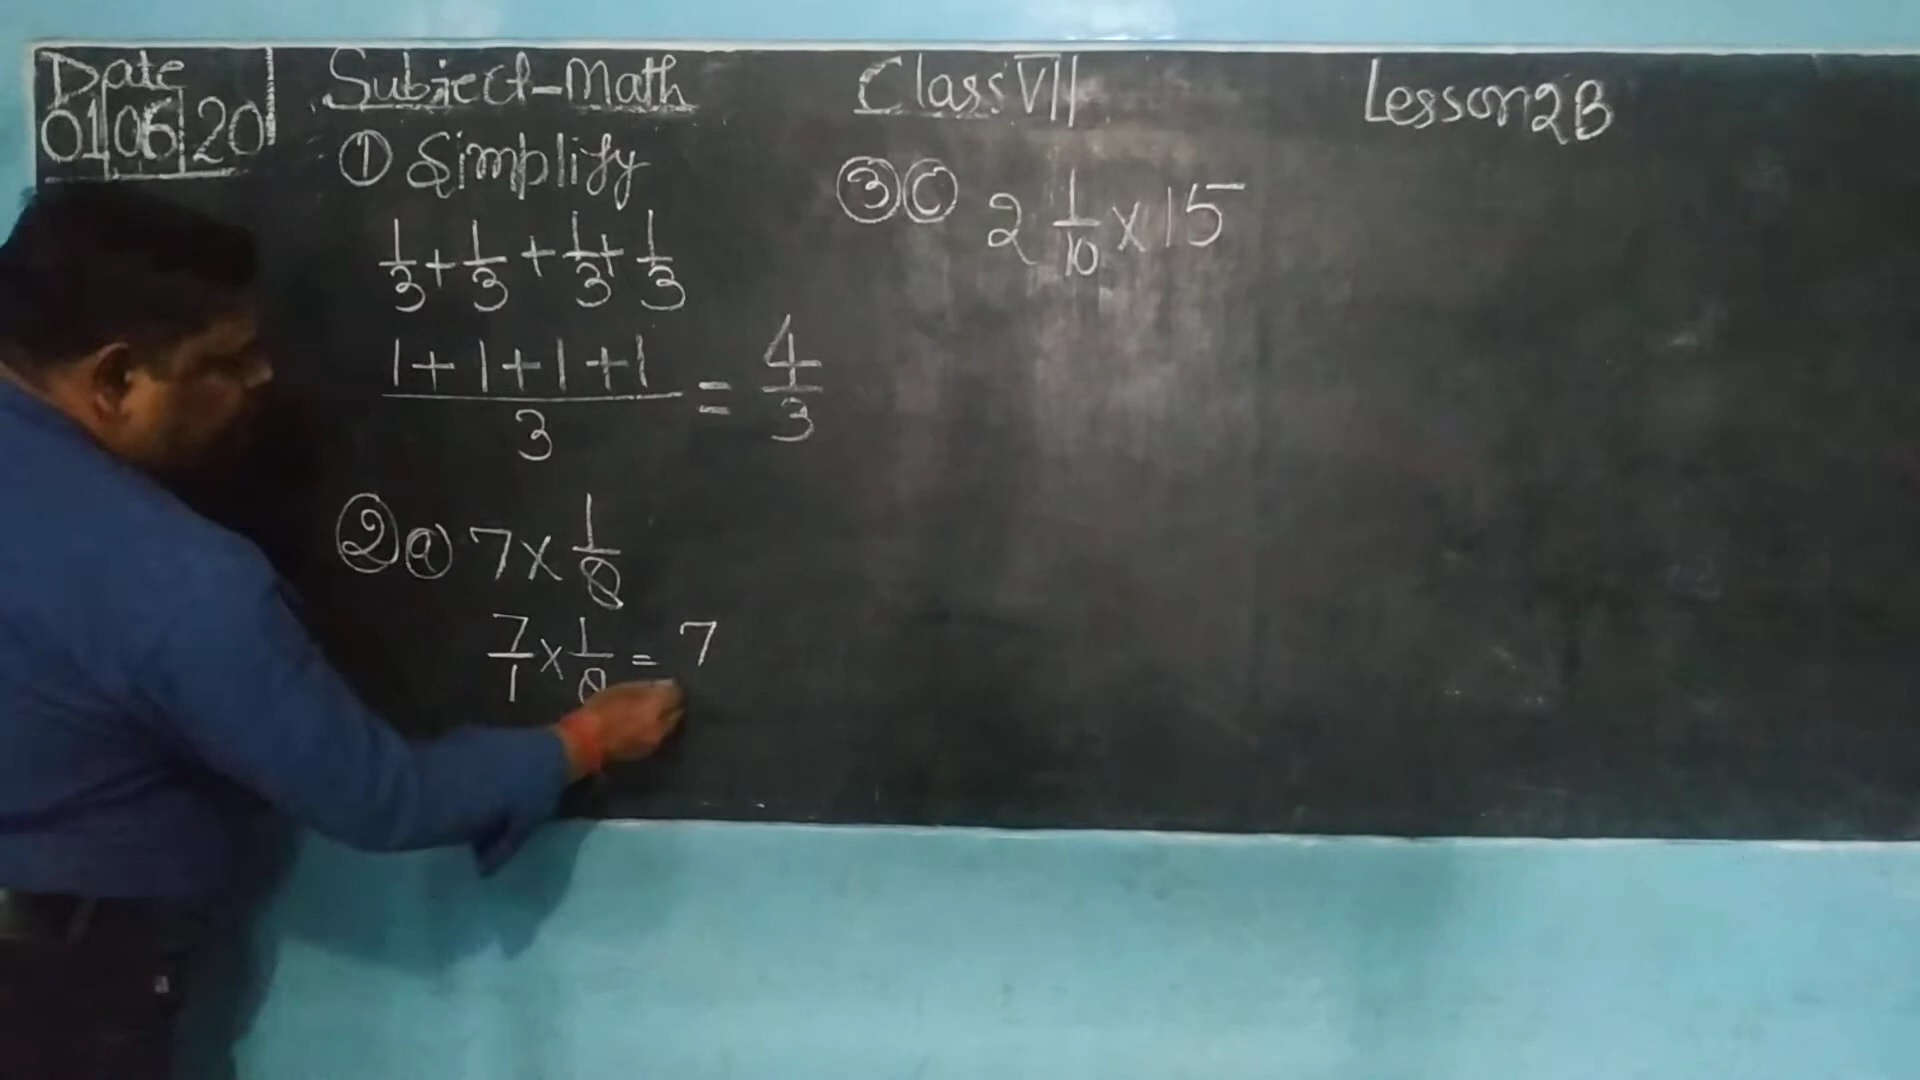 Date
01|06|20
Subject-Math
Class VII
Lesson 2B
① Simplify
1/3 + 1/3 + 1/3 + 1/3
1+1+1+1/3 = 4/3
② ⓐ 7 × 1/8
7/1 × 1/8 = 7
③ Ⓒ 2 1/10 × 15